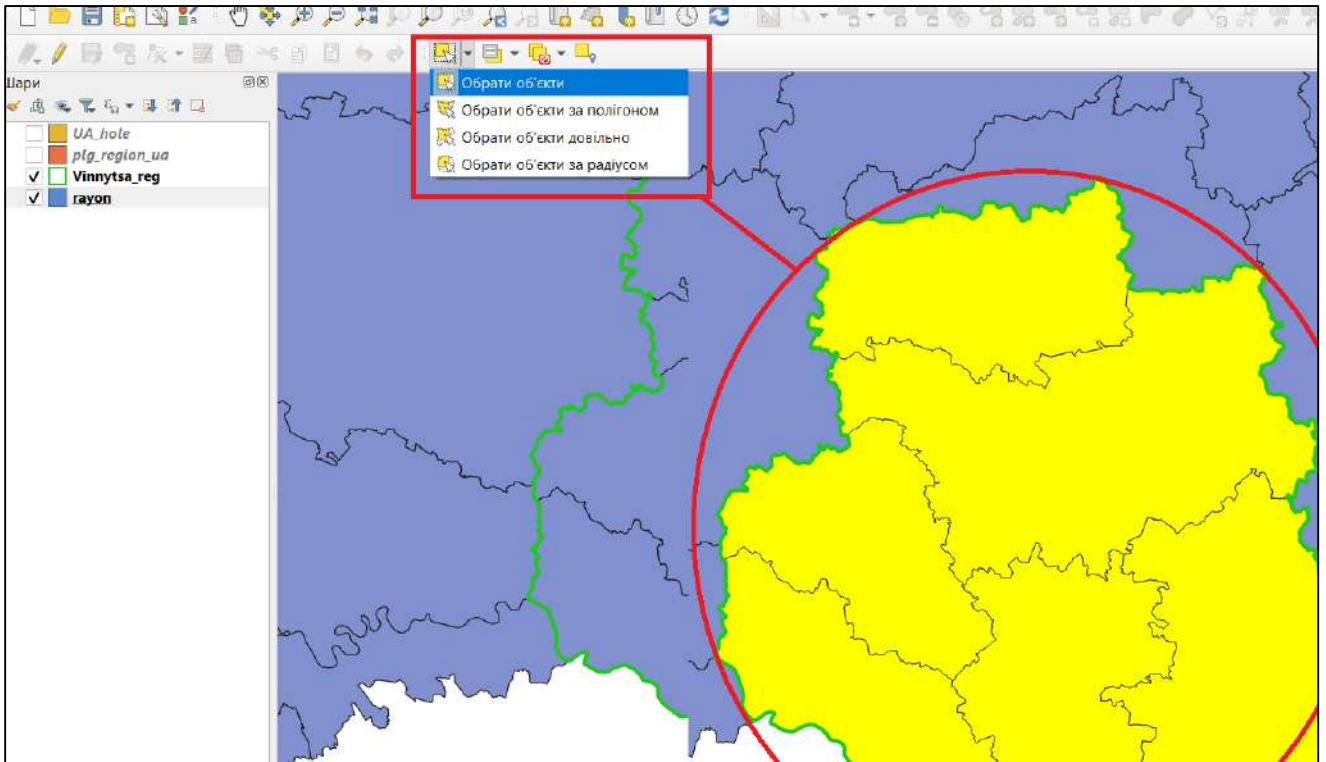 Шари
Обрати об'єкти
Обрати об'єкти за полігоном
Обрати об'єкти довільно
Обрати об'єкти за радіусом
UA_hole
plg_region_ua
Vinnytsa_reg
rayon